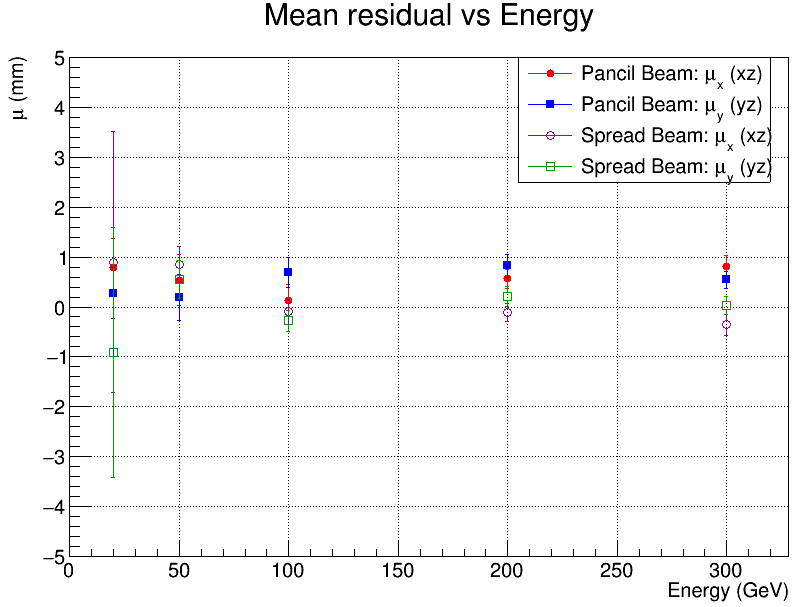 Mean residual vs Energy
μ (mm)
5
4
3
2
1
0
−1
−2
−3
−4
−5
Pancil Beam: μx (xz)
Pancil Beam: μy (yz)
Spread Beam: μx (xz)
Spread Beam: μy (yz)
0 50 100 150 200 250 300
Energy (GeV)